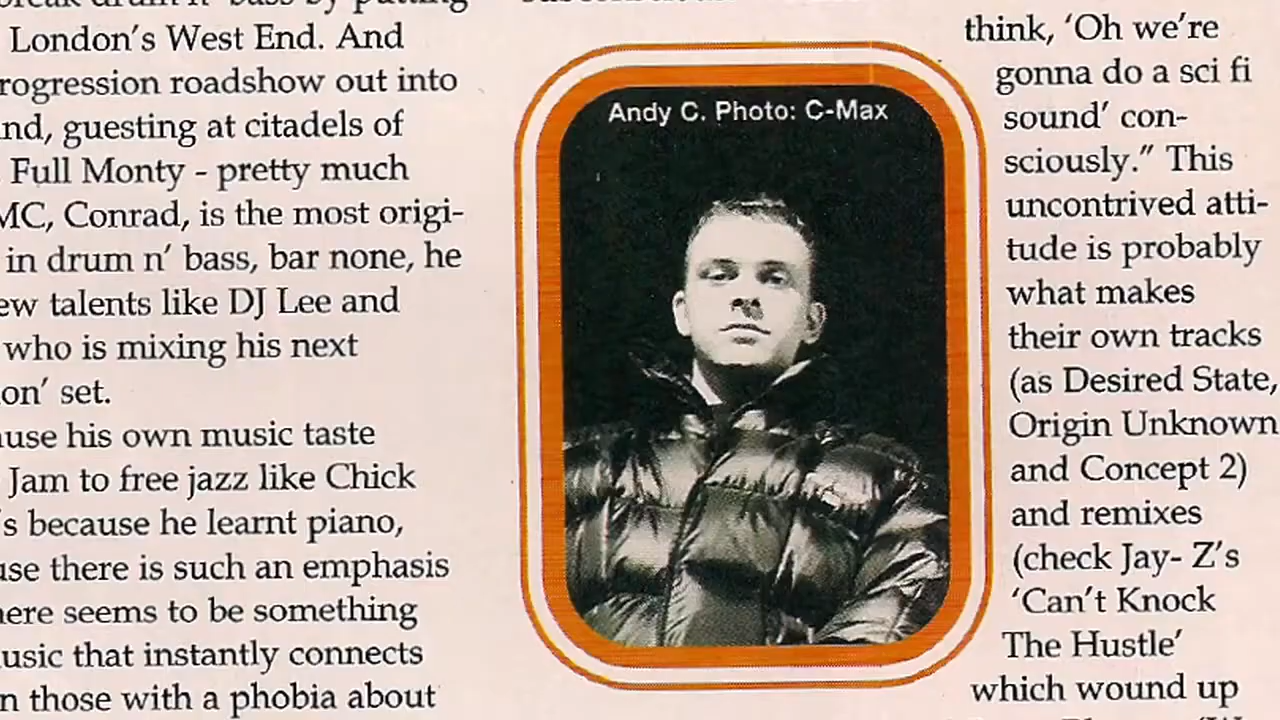 London's West End. And
rogression roadshow out into
nd, guesting at citadels of
Full Monty - pretty much
MC, Conrad, is the most origi-
in drum n' bass, bar none, he
ew talents like DJ Lee and
who is mixing his next
on' set.
use his own music taste
Jam to free jazz like Chick
's because he learnt piano,
use there is such an emphasis
here seems to be something
usic that instantly connects
n those with a phobia about
Andy C. Photo: C-Max
think, 'Oh we're
gonna do a sci fi
sound' con-
sciously." This
uncontrived atti-
tude is probably
what makes
their own tracks
(as Desired State,
Origin Unknown
and Concept 2)
and remixes
(check Jay- Z's
'Can't Knock
The Hustle'
which wound up